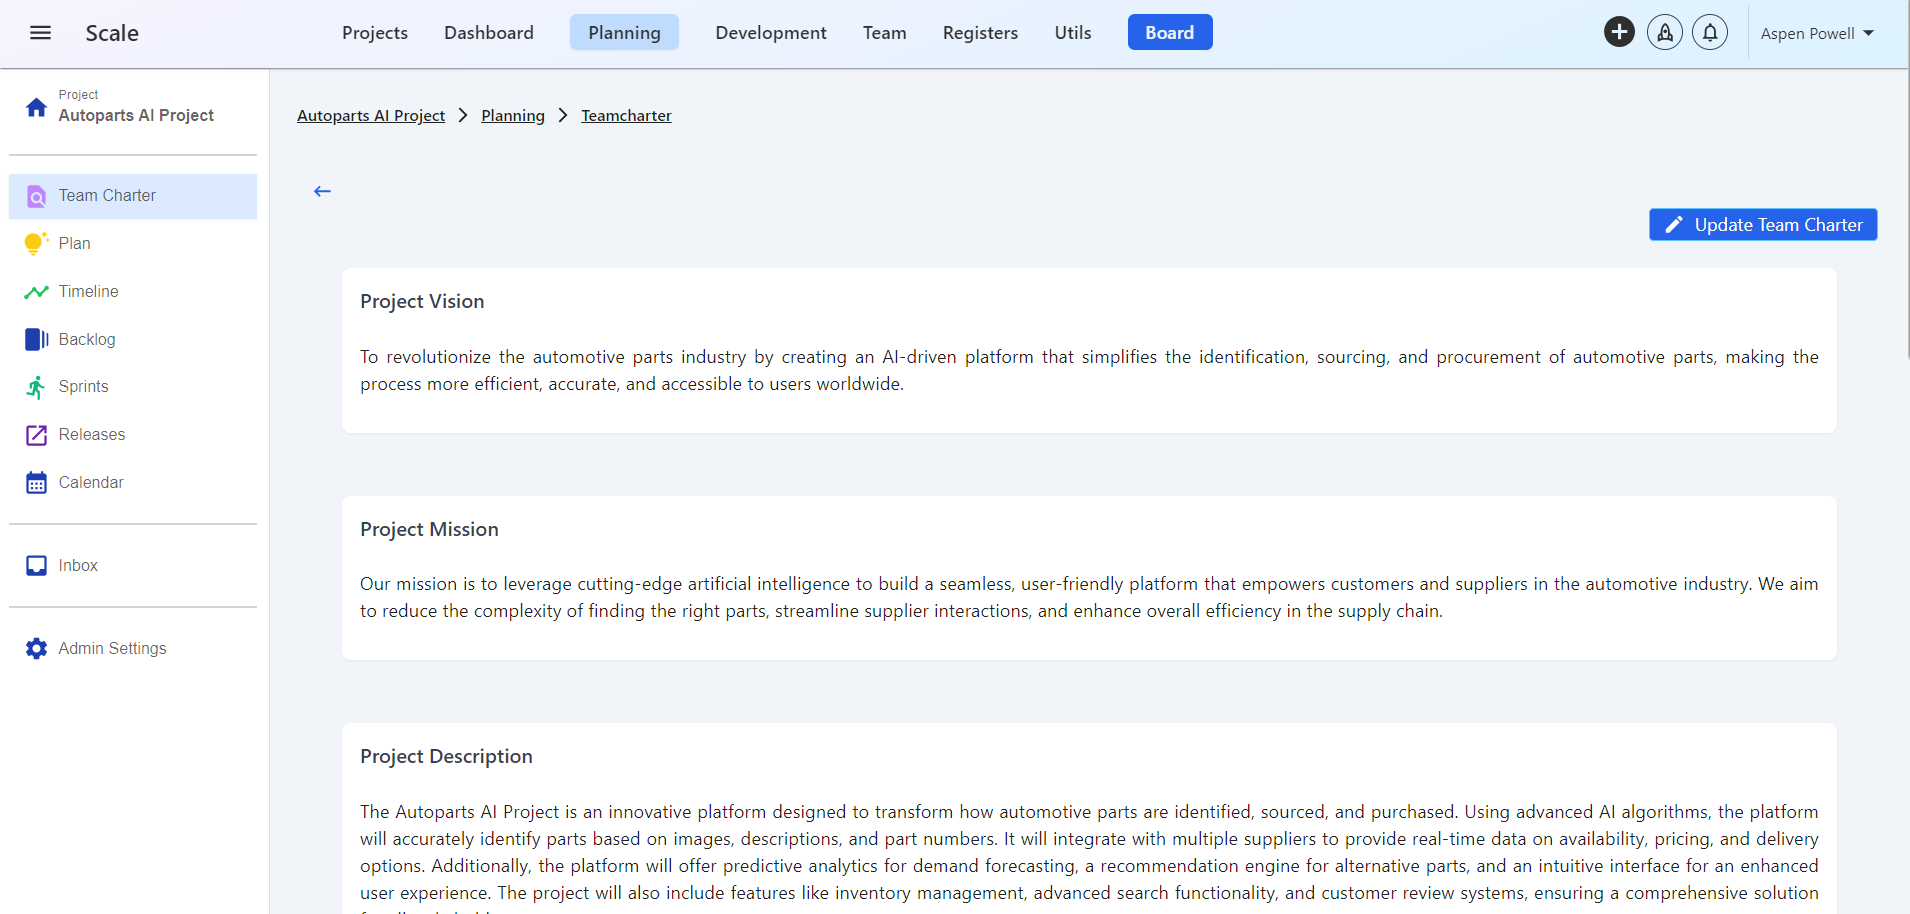 Scale
Projects
Dashboard
Planning
Development
Team
Registers
Utils
Board
Aspen Powell
Project
Autoparts AI Project
Team Charter
Plan
Timeline
Backlog
Sprints
Releases
Calendar
Inbox
Admin Settings
Autoparts AI Project > Planning > Teamcharter
Update Team Charter
Project Vision
To revolutionize the automotive parts industry by creating an AI-driven platform that simplifies the identification, sourcing, and procurement of automotive parts, making the
process more efficient, accurate, and accessible to users worldwide.
Project Mission
Our mission is to leverage cutting-edge artificial intelligence to build a seamless, user-friendly platform that empowers customers and suppliers in the automotive industry. We aim
to reduce the complexity of finding the right parts, streamline supplier interactions, and enhance overall efficiency in the supply chain.
Project Description
The Autoparts AI Project is an innovative platform designed to transform how automotive parts are identified, sourced, and purchased. Using advanced AI algorithms, the platform
will accurately identify parts based on images, descriptions, and part numbers. It will integrate with multiple suppliers to provide real-time data on availability, pricing, and delivery
options. Additionally, the platform will offer predictive analytics for demand forecasting, a recommendation engine for alternative parts, and an intuitive interface for an enhanced
user experience. The project will also include features like inventory management, advanced search functionality, and customer review systems, ensuring a comprehensive solution